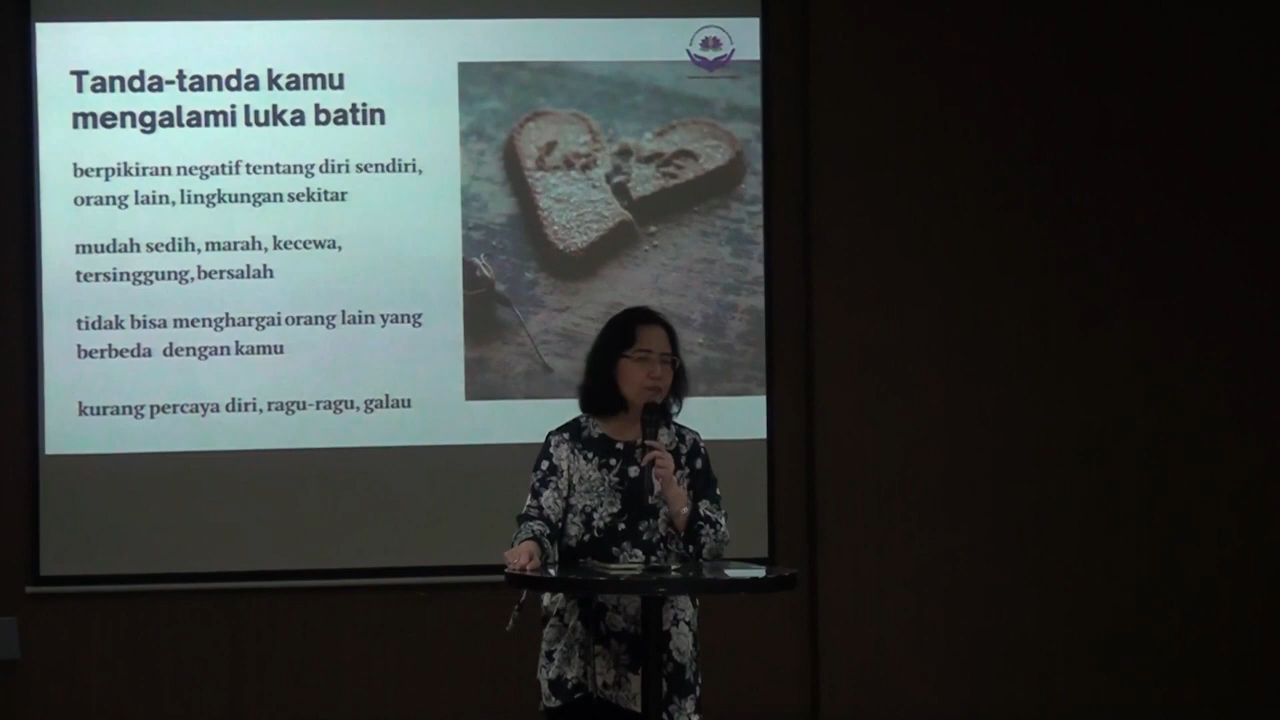 Tanda-tanda kamu
mengalami luka batin
berpikiran negatif tentang diri sendiri,
orang lain, lingkungan sekitar
mudah sedih, marah, kecewa,
tersinggung, bersalah
tidak bisa menghargai orang lain yang
berbeda dengan kamu
kurang percaya diri, ragu-ragu, galau